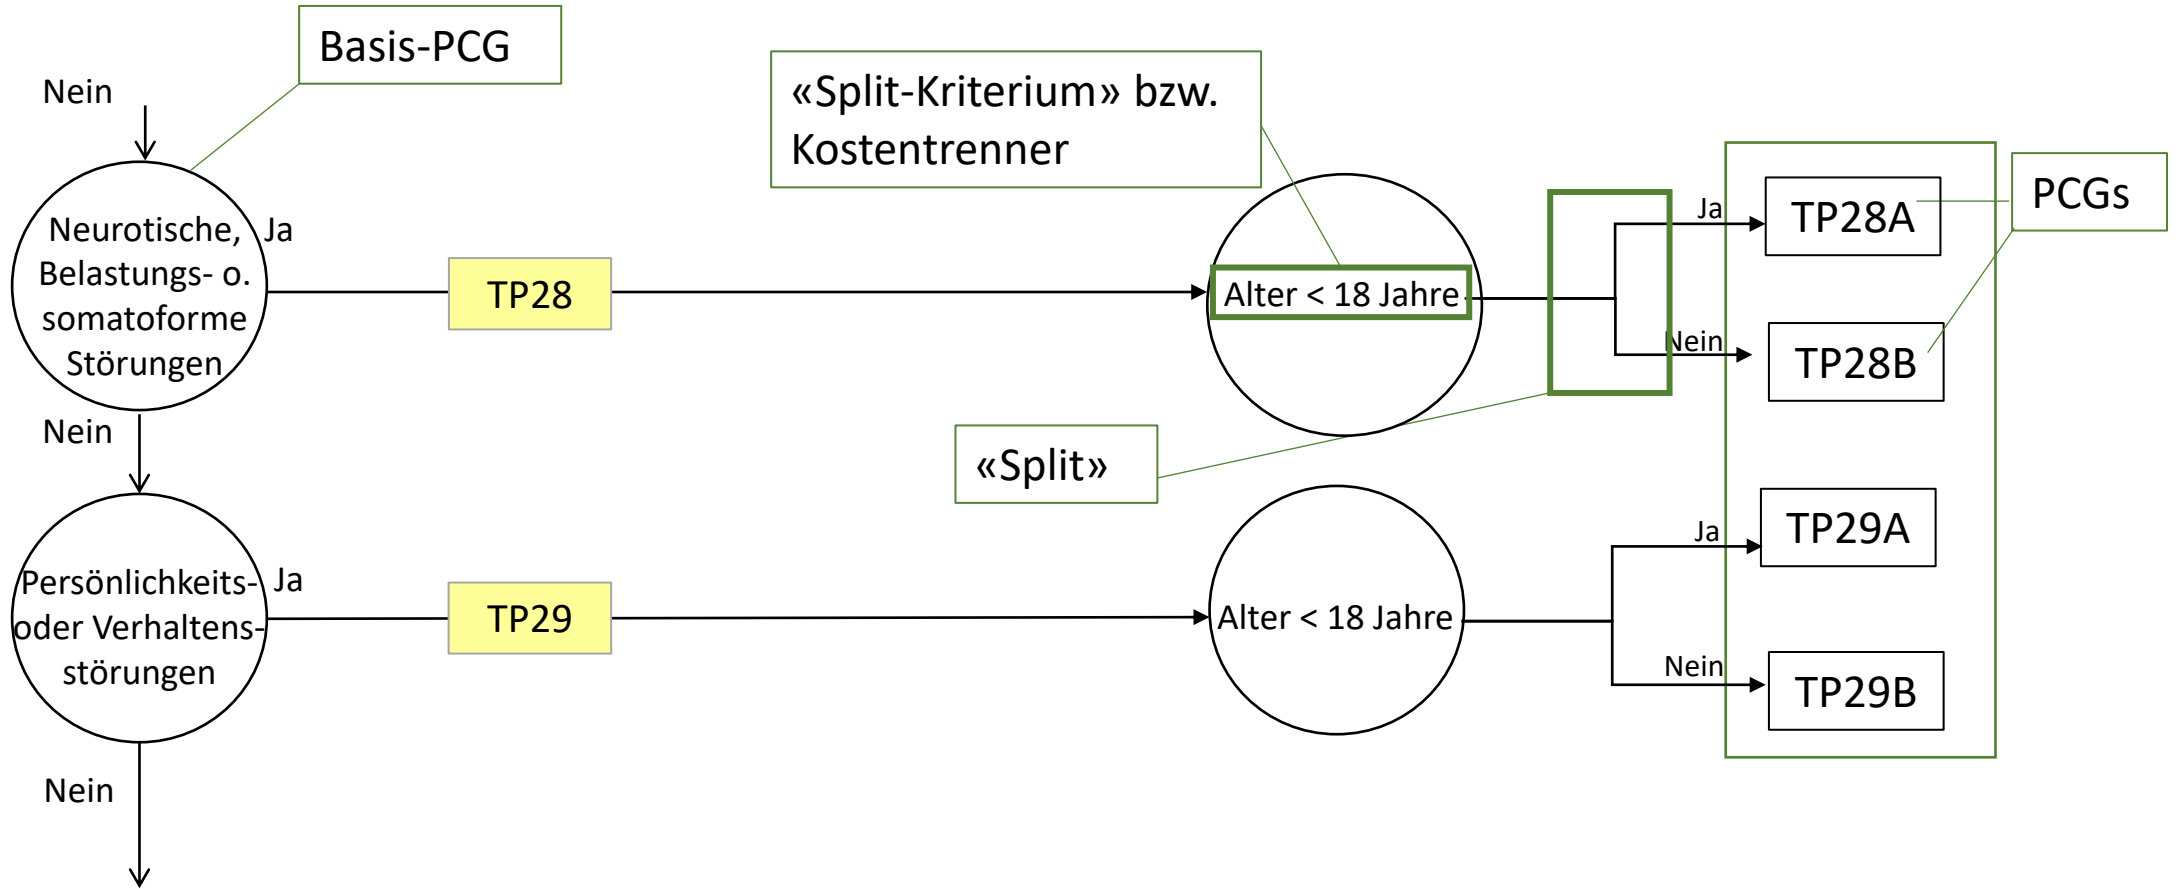 Basis-PCG
Nein
«Split-Kriterium» bzw.
Kostentrenner
PCGs
Neurotische,
Belastungs- o.
somatoforme
Störungen
Ja
TP28
Alter < 18 Jahre
Ja
TP28A
Nein
TP28B
Nein
«Split»
Persönlichkeits-
oder Verhaltens-
störungen
Ja
TP29
Alter < 18 Jahre
Ja
TP29A
Nein
TP29B
Nein